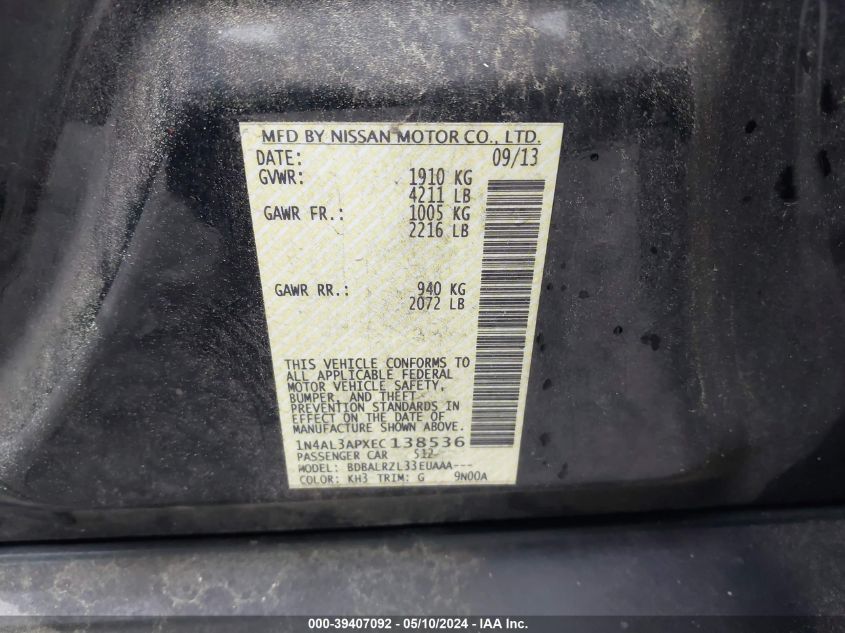 MFD BY NISSAN MOTOR CO., LTD.
DATE: 09/13
GVWR: 1910 KG
4211 LB
GAWR FR.: 1005 KG
2216 LB
GAWR RR.: 940 KG
2072 LB
THIS VEHICLE CONFORMS TO
ALL APPLICABLE FEDERAL
MOTOR VEHICLE SAFETY,
BUMPER, AND THEFT
PREVENTION STANDARDS IN
EFFECT ON THE DATE OF
MANUFACTURE SHOWN ABOVE.
1N4AL3APXEC138536
PASSENGER CAR 512
MODEL: BDBALRZL33EUAAA---
COLOR: KH3 TRIM: G 9N00A
000-39407092 - 05/10/2024 - IAA Inc.